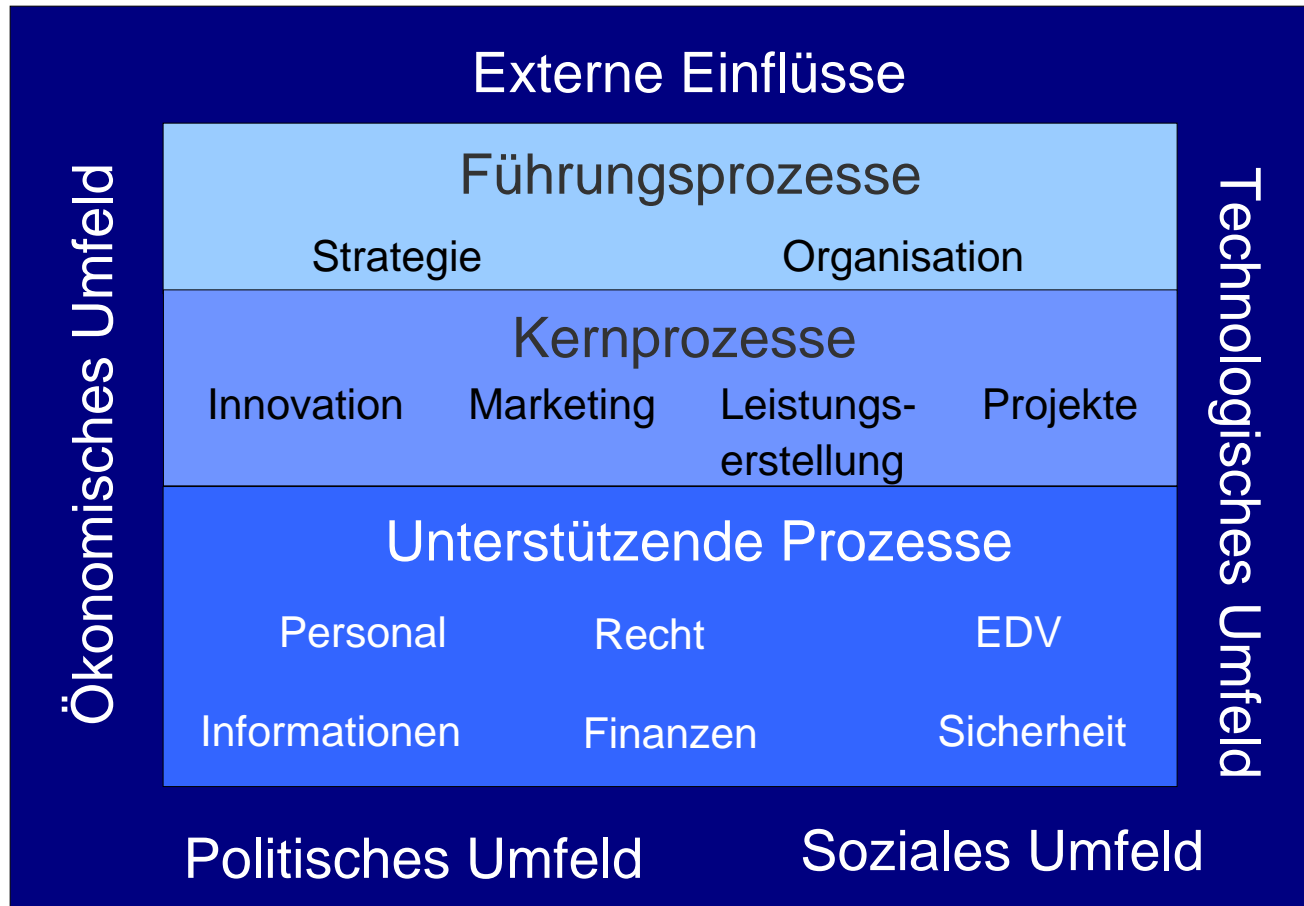 Externe Einflüsse
Ökonomisches Umfeld
Führungsprozesse
Strategie Organisation
Kernprozesse
Innovation Marketing Leistungs- Projekte
erstellung
Unterstützende Prozesse
Personal Recht EDV
Informationen Finanzen Sicherheit
Technologisches Umfeld
Politisches Umfeld Soziales Umfeld